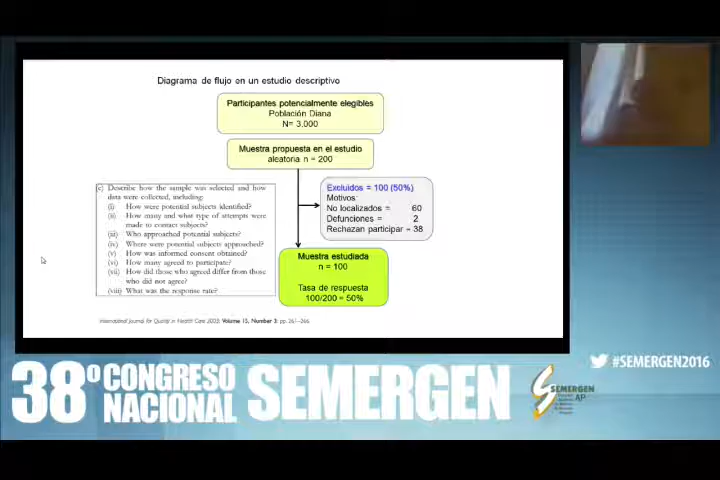 Diagrama de flujo en un estudio descriptivo
Participantes potencialmente elegibles
Población Diana
N= 3.000
Muestra propuesta en el estudio
aleatoria n = 200
Excluidos = 100 (50%)
Motivos:
No localizados = 60
Defunciones = 2
Rechazan participar = 38
c) Describe how the sample was selected and how
data were collected, including:
(i) How were potential subjects identified?
(ii) How many and what type of attempts were
made to contact subjects?
(iii) Who approached potential subjects?
(iv) Where were potential subjects approached?
(v) How was informed consent obtained?
(vi) How many agreed to participate?
(vii) How did those who agreed differ from those
who did not agree?
(viii) What was the response rate?
Muestra estudiada
n = 100
Tasa de respuesta
100/200 = 50%
International Journal for Quality in Health Care 2003; Volume 15, Number 3: pp. 261–266
#SEMERGEN2016
38º CONGRESO
NACIONAL SEMERGEN
SEMERGEN
AP